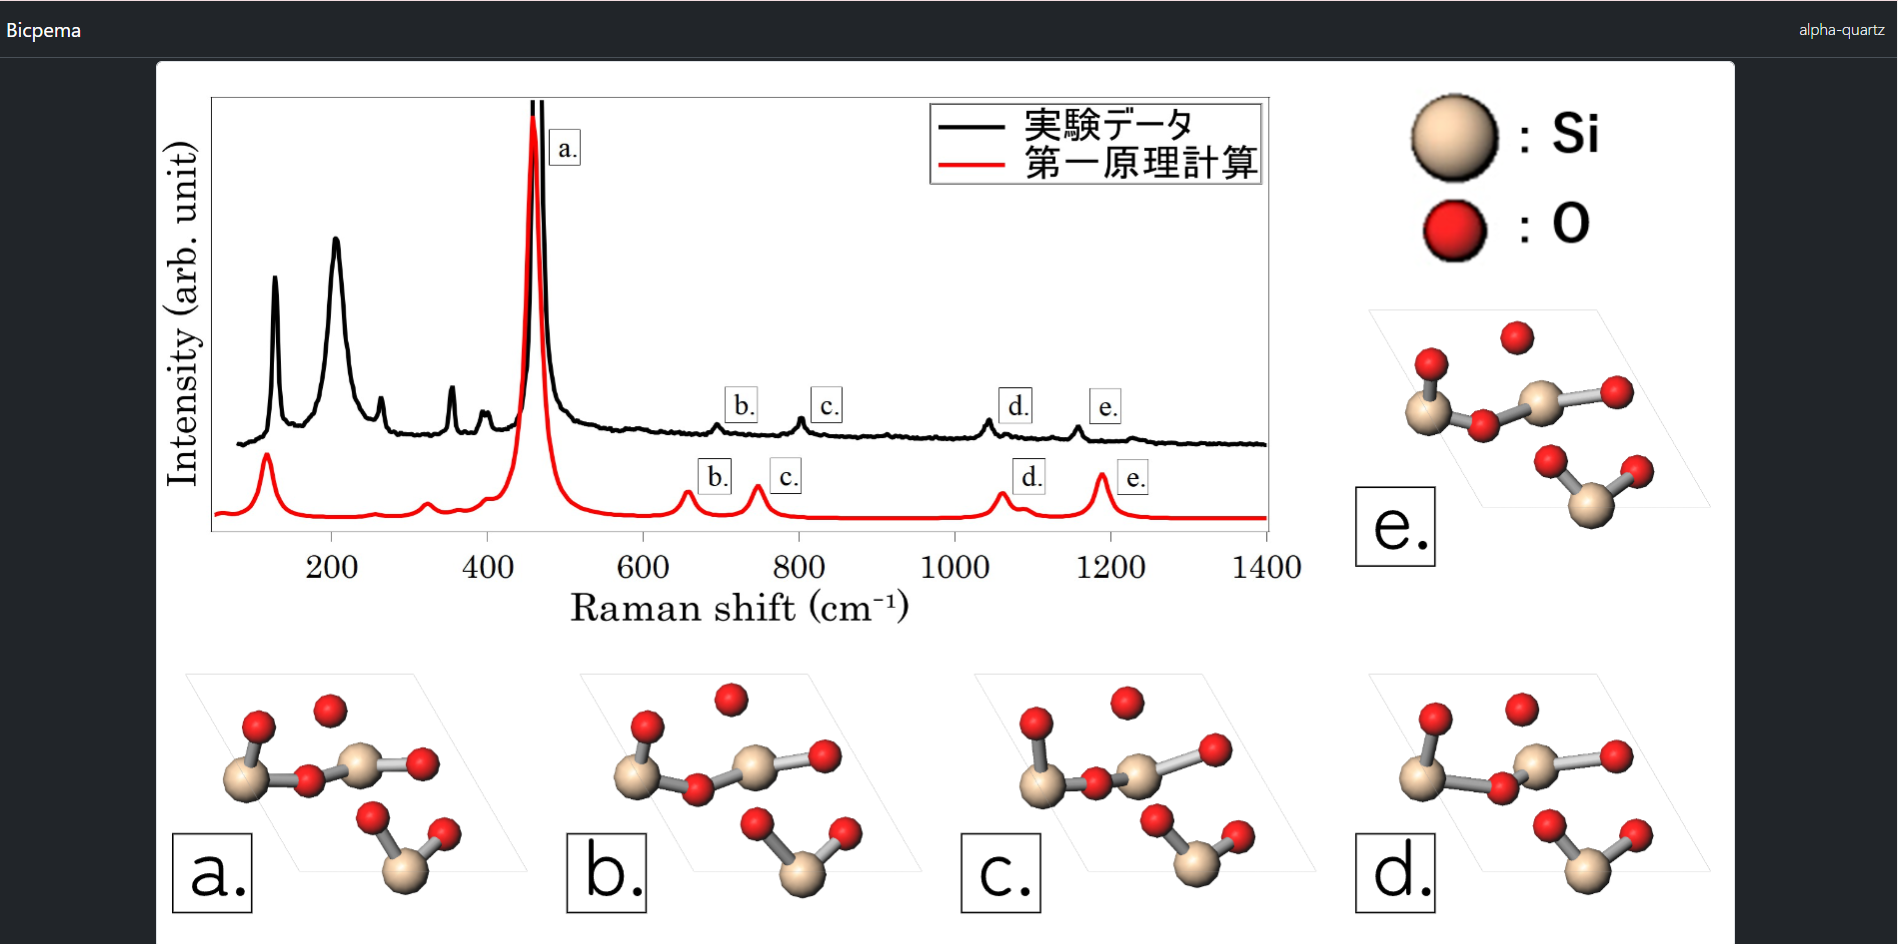 Bicpema
alpha-quartz
実験データ
第一原理計算
: Si
: O
a.
b.
c.
d.
e.
b.
c.
d.
e.
Intensity (arb. unit)
200 400 600 800 1000 1200 1400
Raman shift (cm⁻¹)
e.
a.
b.
c.
d.